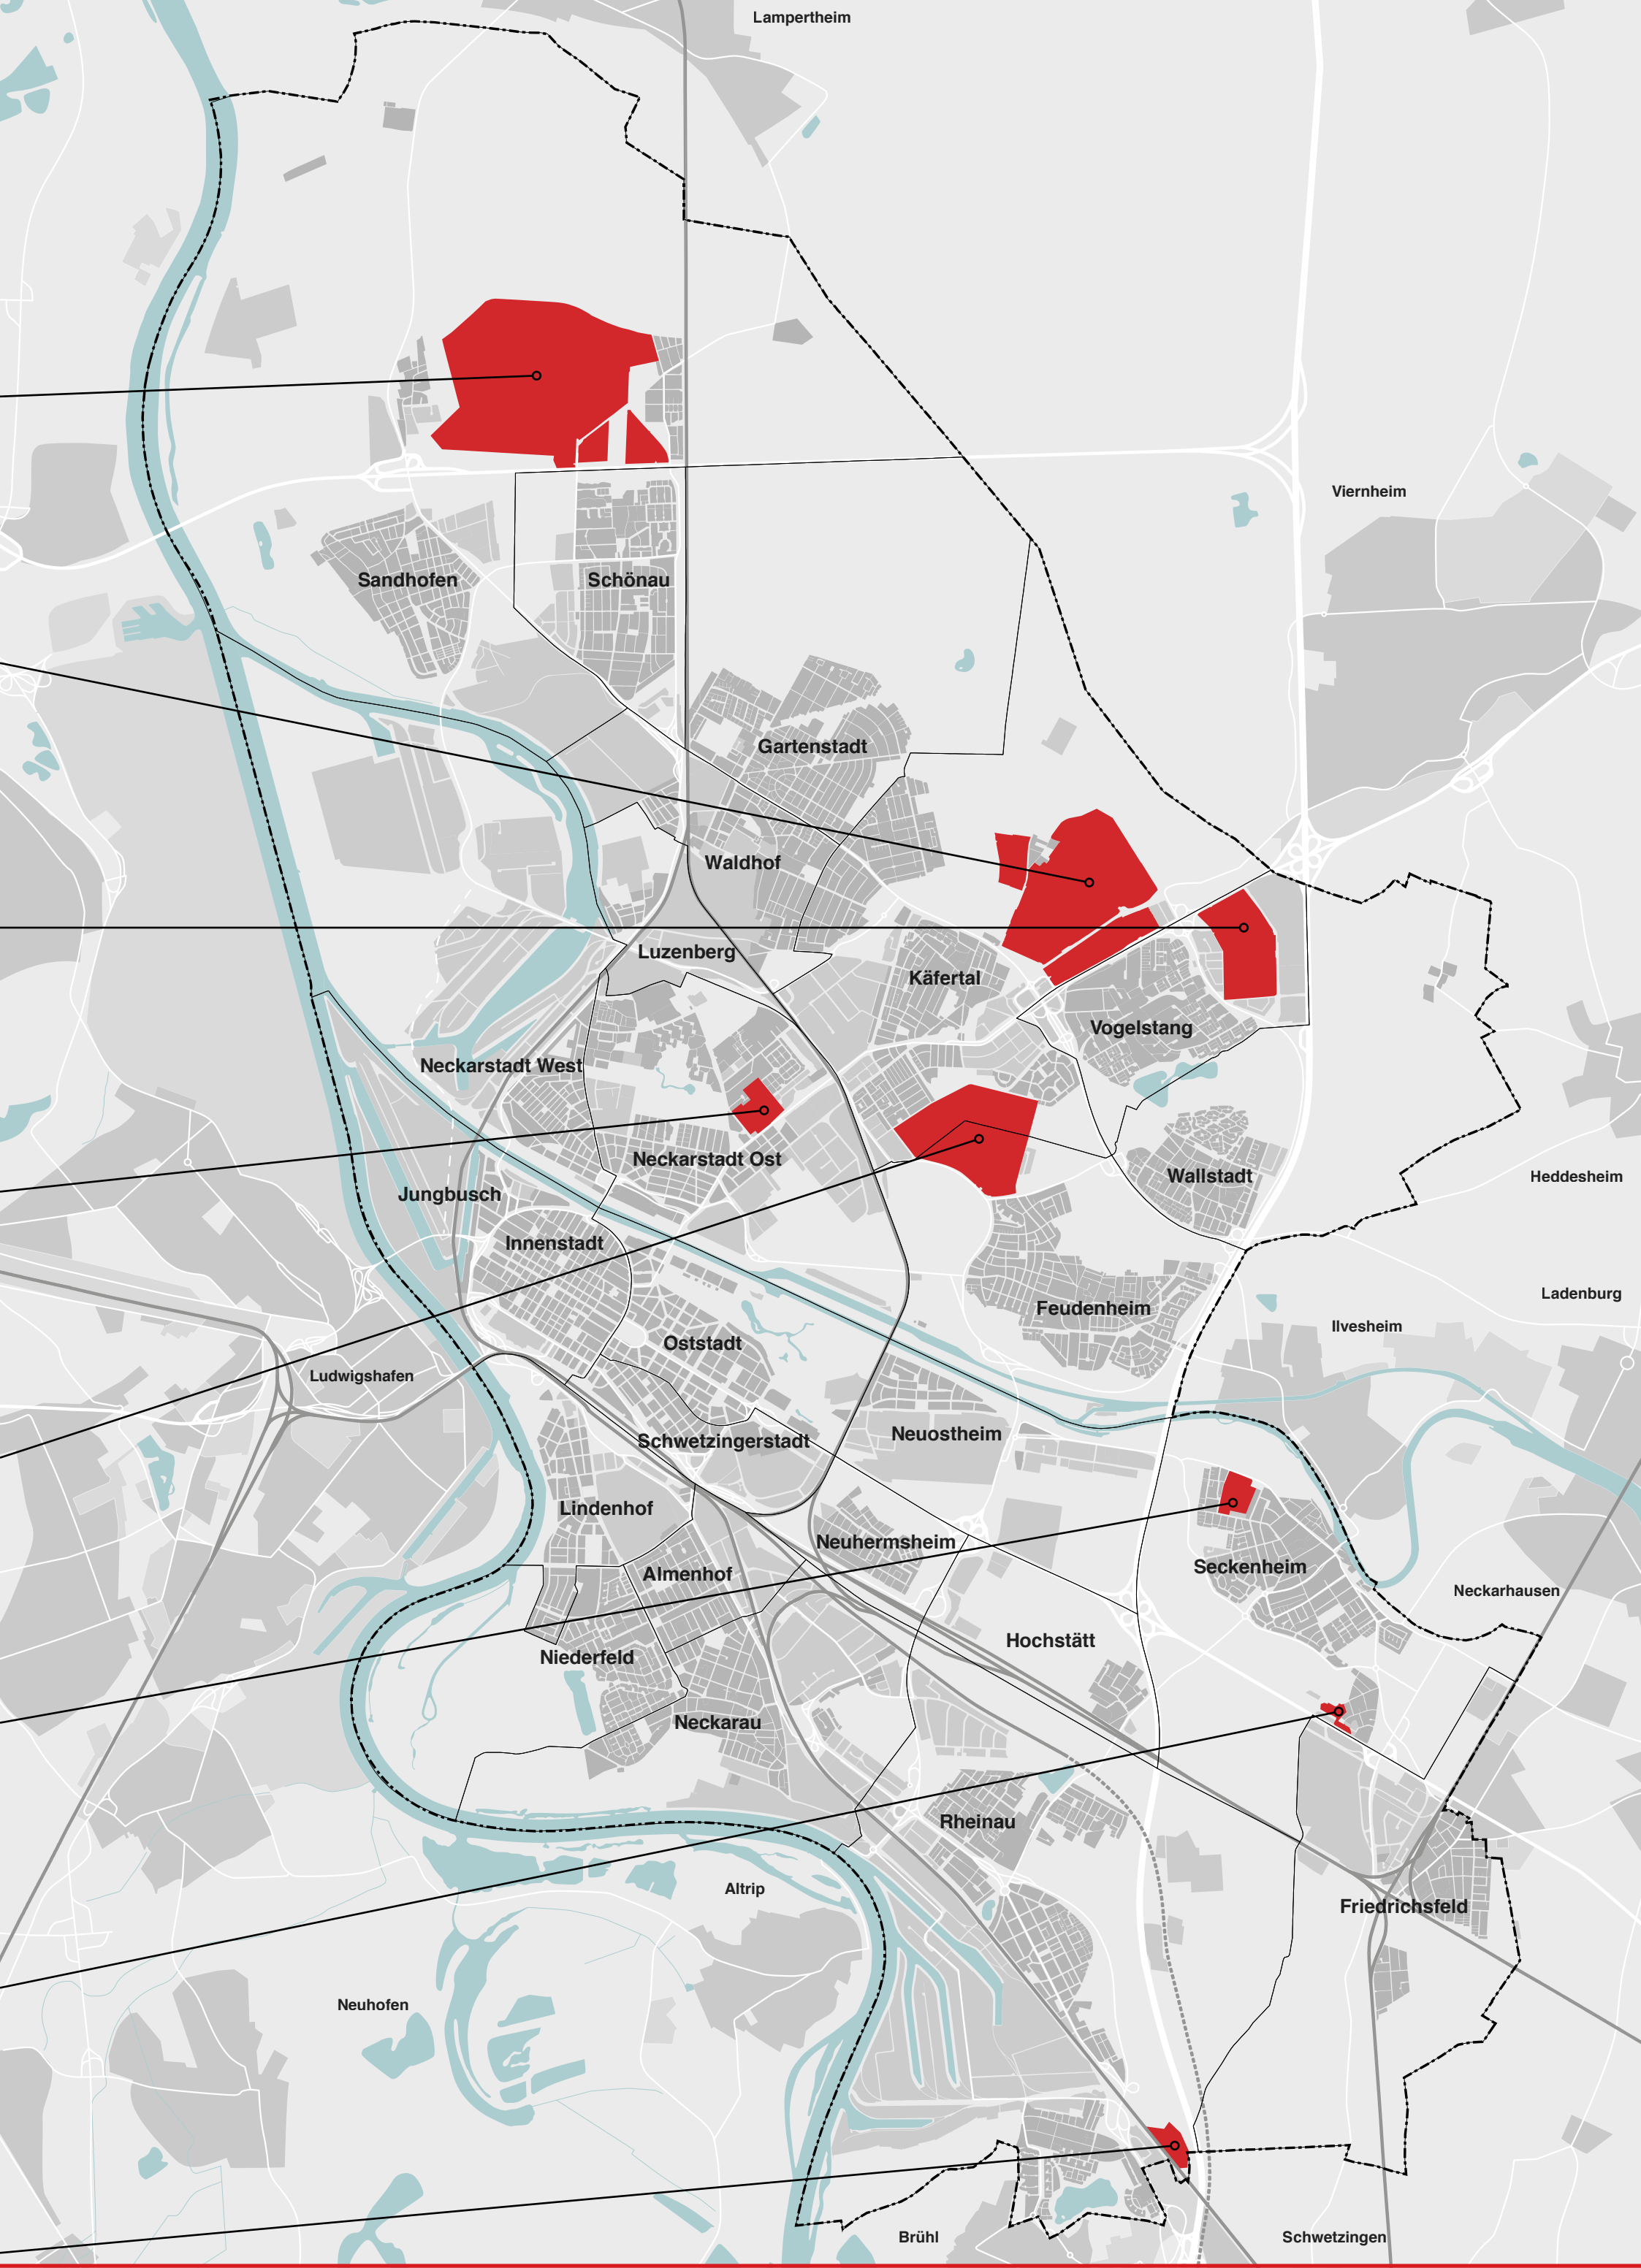 Lampertheim
Viernheim
Sandhofen
Schönau
Gartenstadt
Waldhof
Luzenberg
Käfertal
Vogelstang
Neckarstadt West
Neckarstadt Ost
Wallstadt
Heddesheim
Jungbusch
Innenstadt
Ladenburg
Feudenheim
Ilvesheim
Oststadt
Ludwigshafen
Neuostheim
Schwetzingerstadt
Lindenhof
Neuhermsheim
Seckenheim
Almenhof
Neckarhausen
Hochstätt
Niederfeld
Neckarau
Rheinau
Altrip
Friedrichsfeld
Neuhofen
Brühl
Schwetzingen